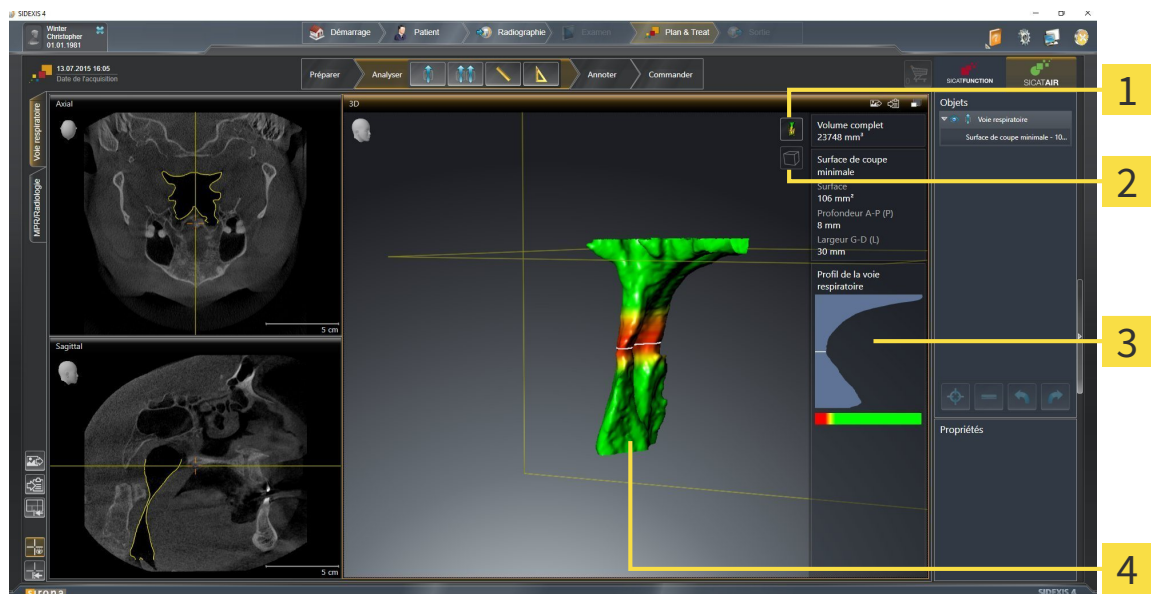 SIDEXIS 4
Winter
Christopher
01.01.1981
Démarrage
Patient
Radiographie
Examen
Plan & Treat
Sortie
13.07.2015 16:05
Date de l'acquisition
Préparer
Analyser
Annoter
Commander
SICATFUNCTION
SICATAIR
Voie respiratoire
MPR/Radiologie
Axial
5 cm
Sagittal
5 cm
3D
Volume complet
23748 mm³
Surface de coupe
minimale
Surface
106 mm²
Profondeur A-P (P)
8 mm
Largeur G-D (L)
30 mm
Profil de la voie
respiratoire
Objets
Voie respiratoire
Surface de coupe minimale - 10...
Propriétés
1
2
3
4
sirona
SIDEXIS 4